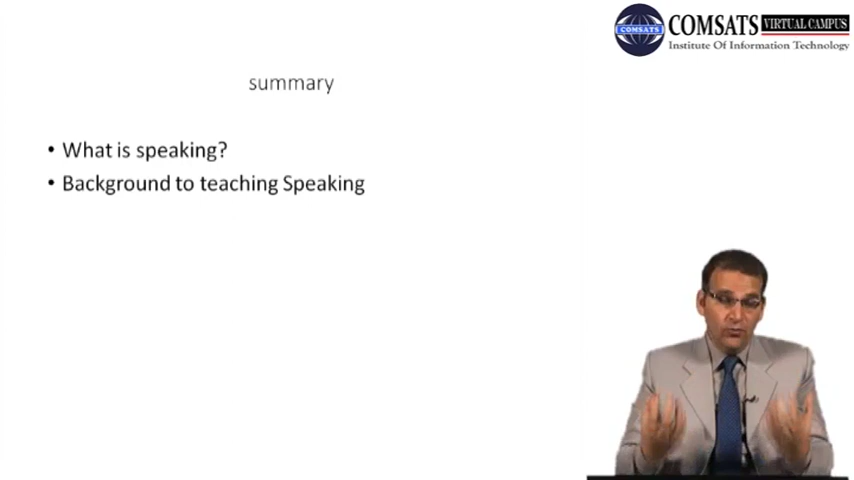 COMSATS VIRTUAL CAMPUS
COMSATS
Institute Of Information Technology
summary
• What is speaking?
• Background to teaching Speaking